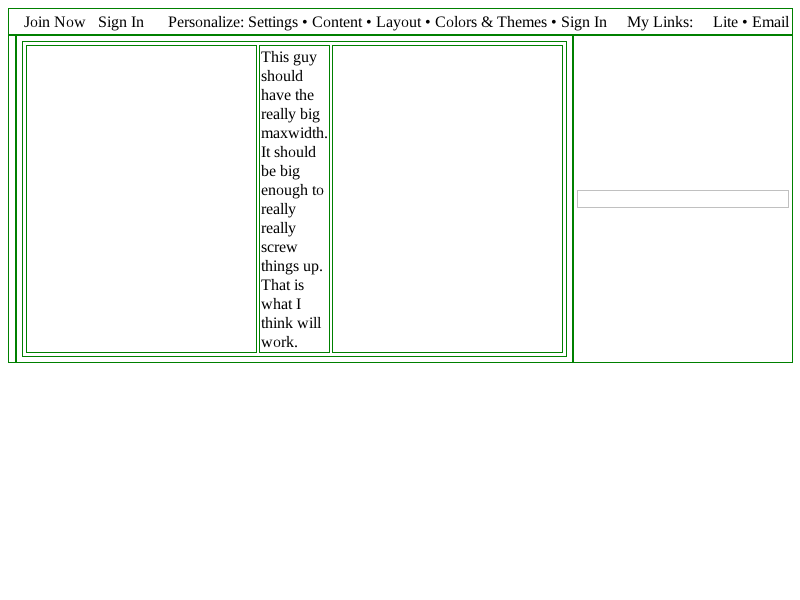 Join Now Sign In Personalize: Settings • Content • Layout • Colors & Themes • Sign In My Links: Lite • Email
This guy
should
have the
really big
maxwidth.
It should
be big
enough to
really
really
screw
things up.
That is
what I
think will
work.